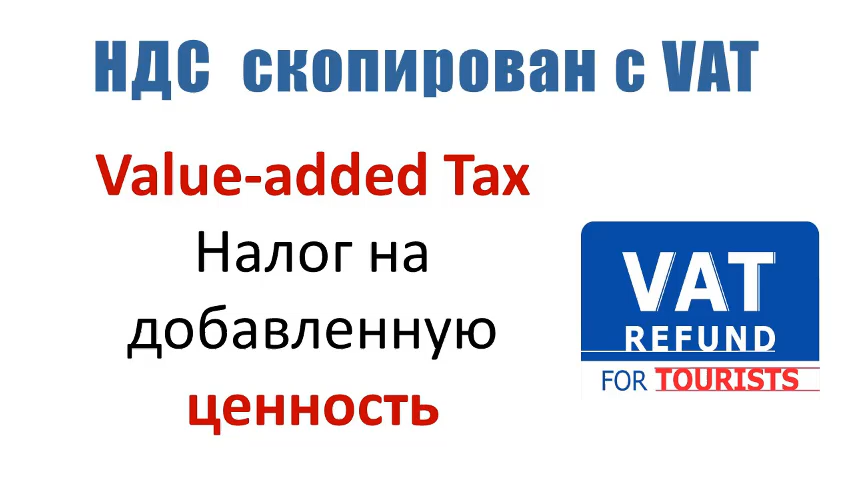 НДС скопирован с VAT
Value-added Tax
Налог на
добавленную
ценность
VAT
REFUND
FOR TOURISTS